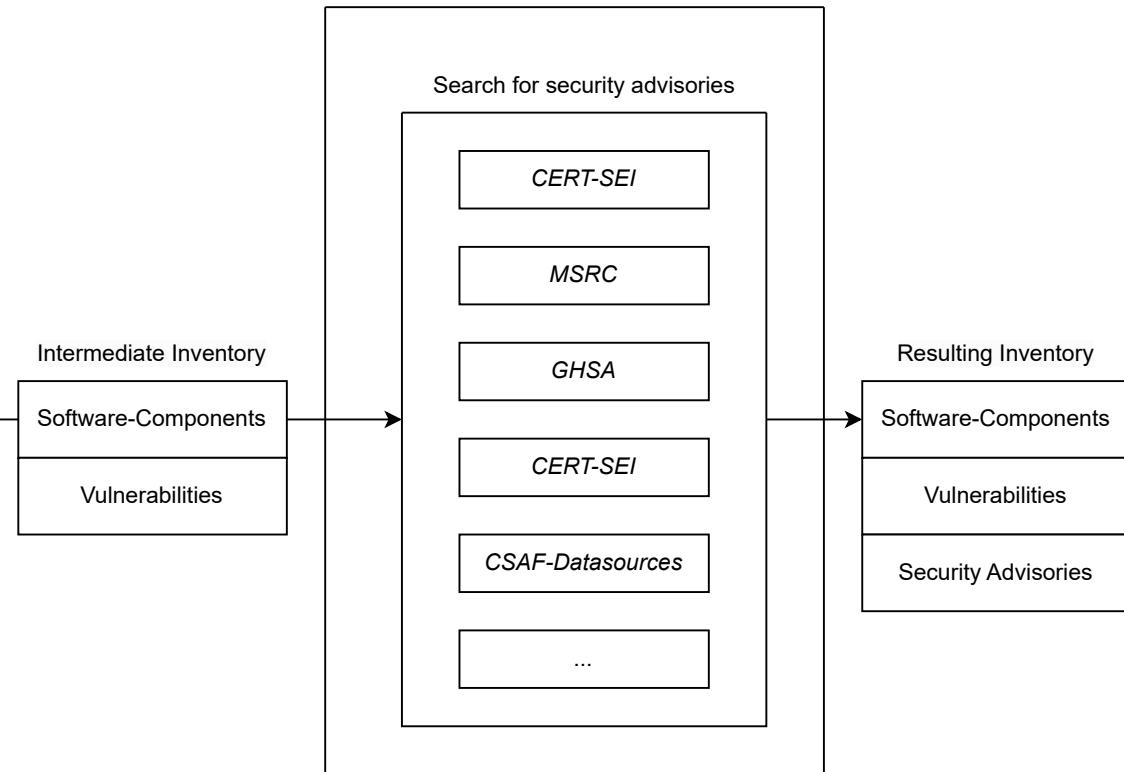 Search for security advisories
CERT-SEI
MSRC
GHSA
CERT-SEI
CSAF-Datasources
...
Intermediate Inventory
Software-Components
Vulnerabilities
Resulting Inventory
Software-Components
Vulnerabilities
Security Advisories